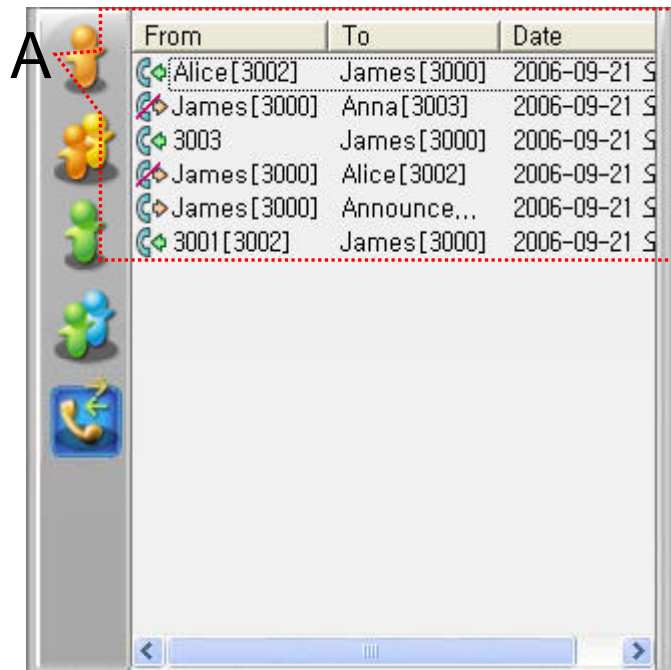 A
From To Date
Alice[3002] James[3000] 2006-09-21
James[3000] Anna[3003] 2006-09-21
3003 James[3000] 2006-09-21
James[3000] Alice[3002] 2006-09-21
James[3000] Announce... 2006-09-21
3001[3002] James[3000] 2006-09-21